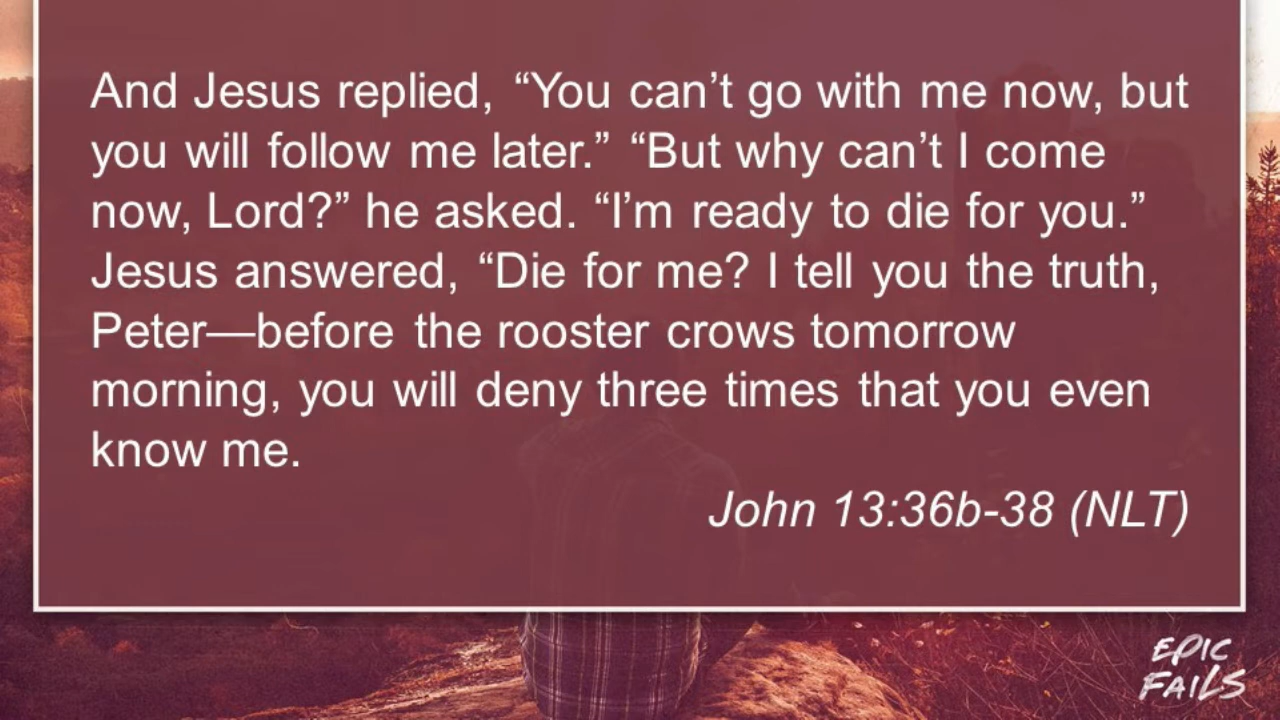 And Jesus replied, “You can’t go with me now, but
you will follow me later.” “But why can’t I come
now, Lord?” he asked. “I’m ready to die for you.”
Jesus answered, “Die for me? I tell you the truth,
Peter—before the rooster crows tomorrow
morning, you will deny three times that you even
know me.
John 13:36b-38 (NLT)
EPIC
FAILS